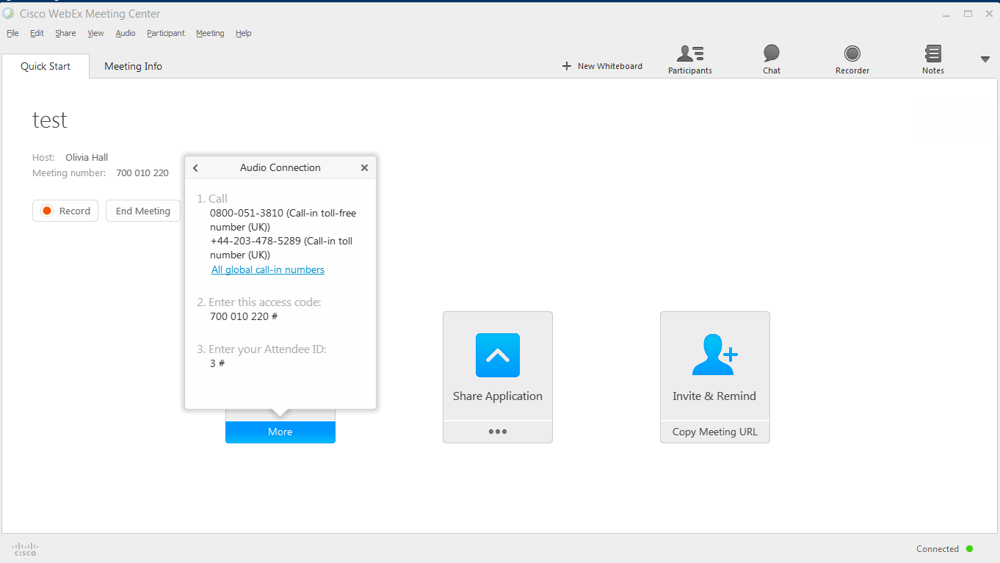 Cisco WebEx Meeting Center
File Edit Share View Audio Participant Meeting Help
Quick Start Meeting Info
New Whiteboard
Participants Chat Recorder Notes
test
Host: Olivia Hall
Meeting number: 700 010 220
Record End Meeting
Audio Connection
1. Call
0800-051-3810 (Call-in toll-free
number (UK))
+44-203-478-5289 (Call-in toll
number (UK))
All global call-in numbers
2. Enter this access code:
700 010 220 #
3. Enter your Attendee ID:
3 #
More
Share Application
Invite & Remind
Copy Meeting URL
CISCO
Connected